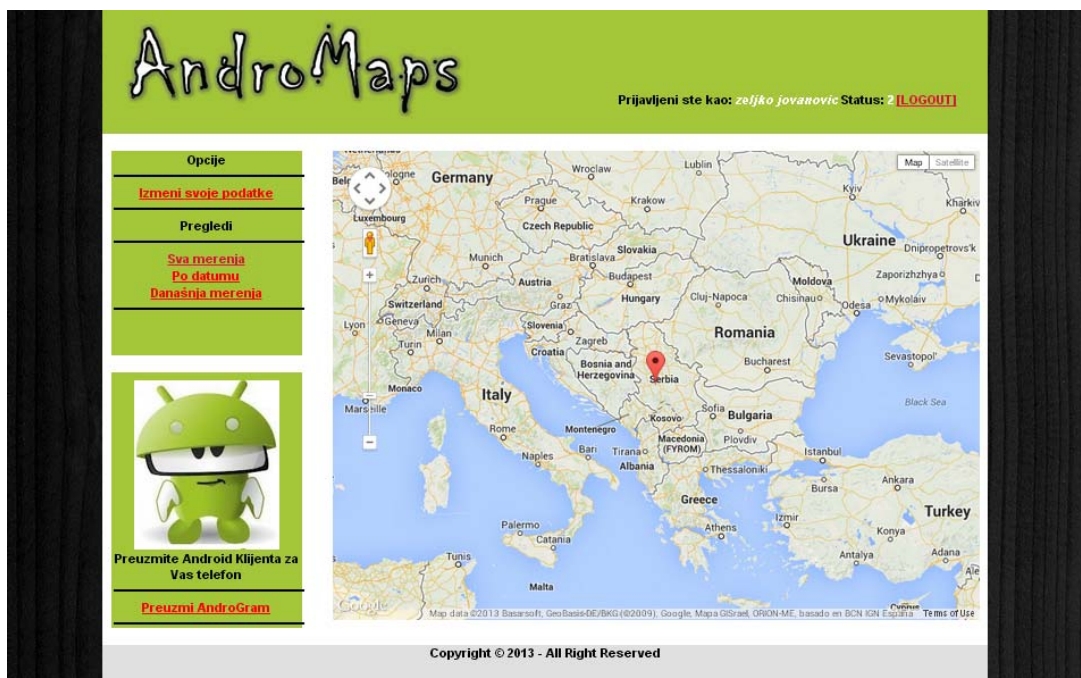 AndroMaps
Prijavljeni ste kao: zeljko jovanovic Status: 2 [LOGOUT]
Opcije
Izmeni svoje podatke
Pregledi
Sva merenja
Po datumu
Današnja merenja
Preuzmite Android Klijenta za
Vas telefon
Preuzmi AndroGram
Map Satellite
Germany
Wroclaw
Lublin
Kyiv
Kharkiv
Prague
Krakow
Luxembourg
Czech Republic
Ukraine
Dnipropetrovs'k
Slovakia
Munich
Bratislava
Zaporizhzhya
Zurich
Austria
Budapest
Moldova
Switzerland
Graz
Hungary
Cluj-Napoca
Chisinau
Odesa
Mykolaiv
Lyon
Geneva
Milan
Slovenia
Zagreb
Romania
Turin
Croatia
Bosnia and
Herzegovina
Serbia
Bucharest
Sevastopol'
Monaco
Marseille
Italy
Black Sea
Kosovo
Sofia
Bulgaria
Rome
Montenegro
Macedonia
(FYROM)
Plovdiv
Naples
Bari
Tirana
Istanbul
Albania
Thessaloniki
Bursa
Ankara
Greece
Turkey
Palermo
Catania
Athens
Izmir
Konya
Tunis
Antalya
Adana
Malta
Cyprus
Google
Map data ©2013 Basarsoft, GeoBasis-DE/BKG (©2009), Google, Mapa GISrael, ORION-ME, basado en BCN IGN España Terms of Use
Copyright © 2013 - All Right Reserved